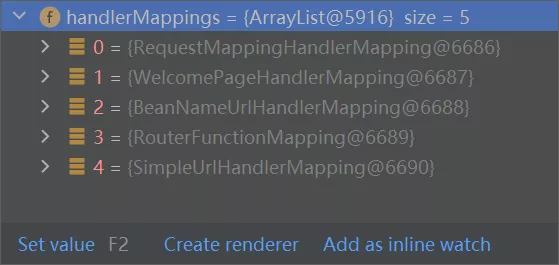 f handlerMappings = {ArrayList@5916} size = 5
0 = {RequestMappingHandlerMapping@6686}
1 = {WelcomePageHandlerMapping@6687}
2 = {BeanNameUrlHandlerMapping@6688}
3 = {RouterFunctionMapping@6689}
4 = {SimpleUrlHandlerMapping@6690}
Set value F2 Create renderer Add as inline watch